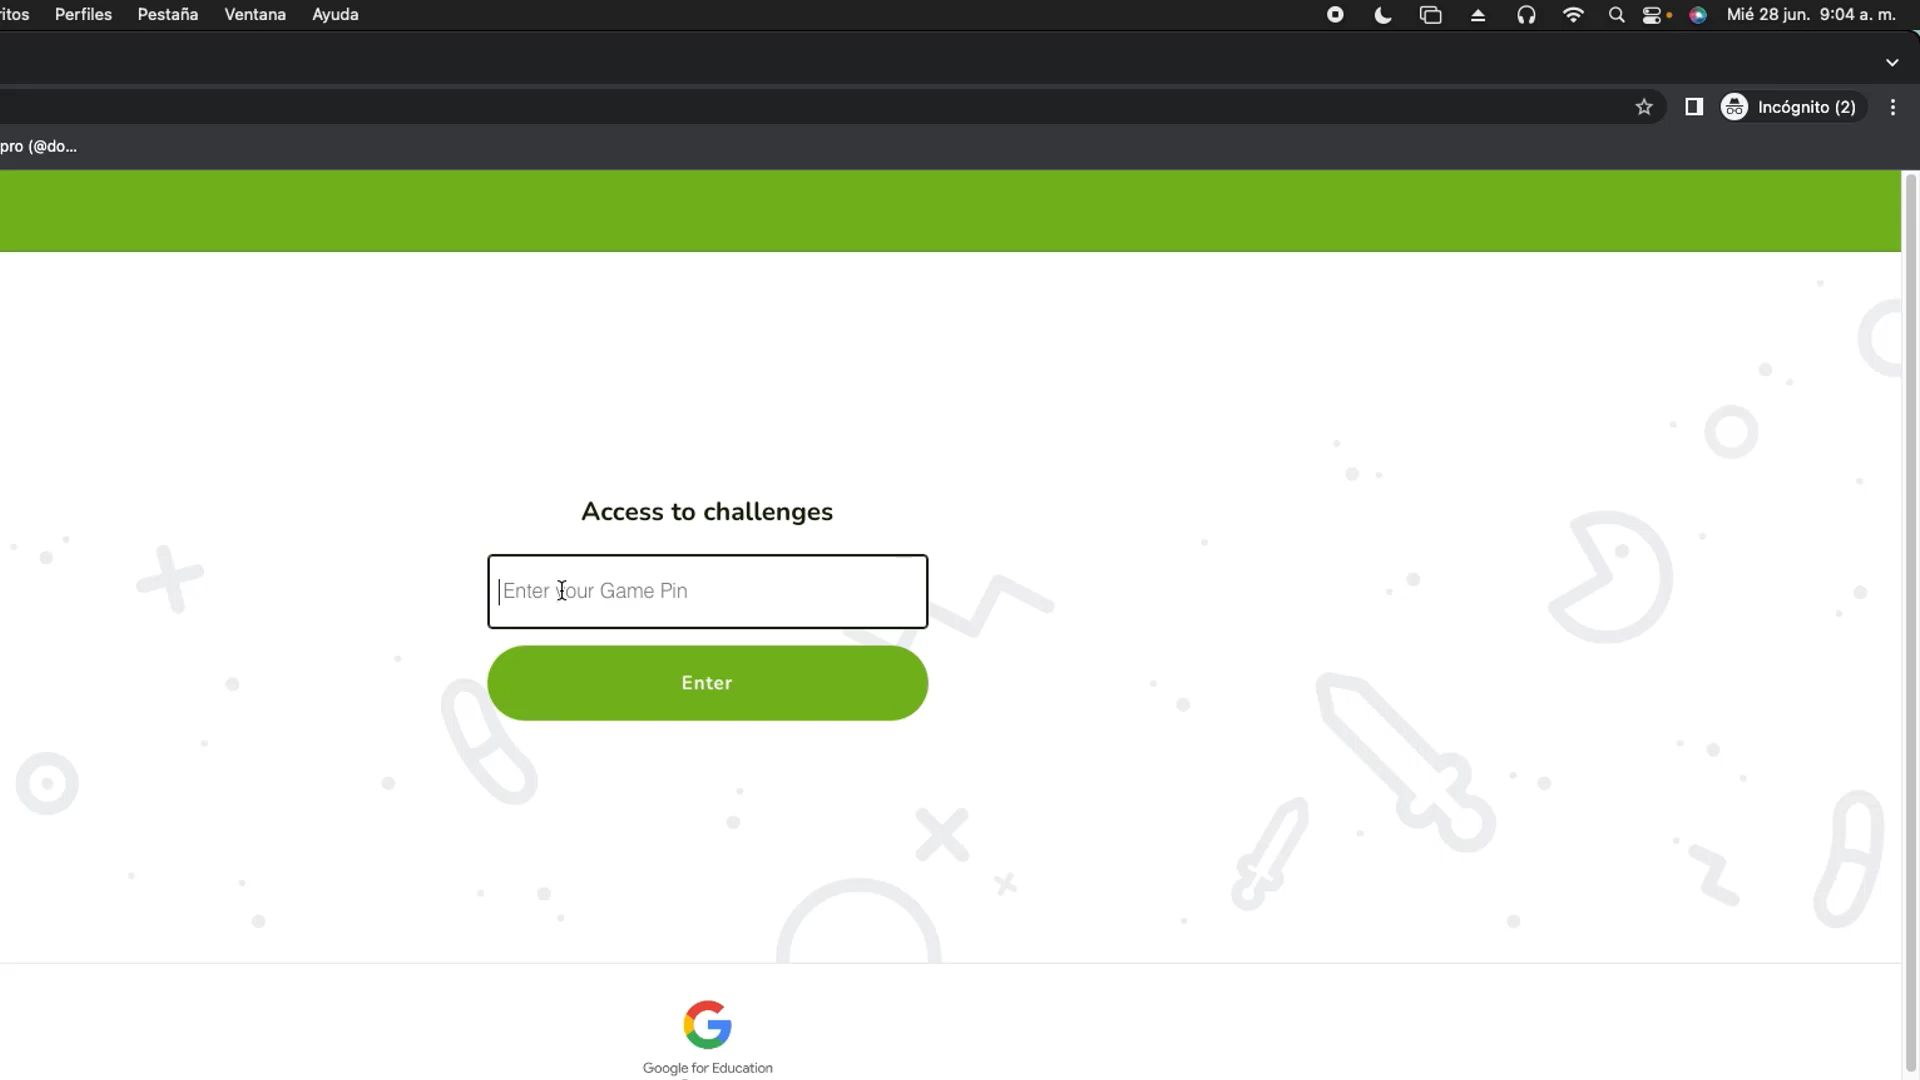 ritos Perfiles Pestaña Ventana Ayuda Mié 28 jun. 9:04 a. m.
Incógnito (2)
pro (@do...
Access to challenges
Enter your Game Pin
Enter
Google for Education